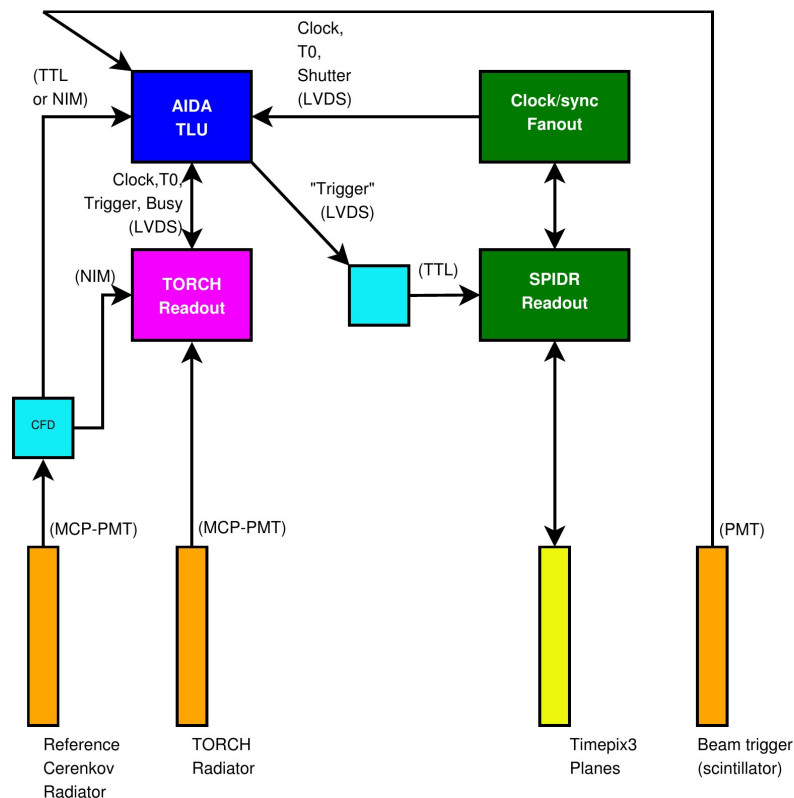 Clock,
T0,
Shutter
(LVDS)
(TTL
or NIM)
AIDA
TLU
Clock/sync
Fanout
Clock,T0,
Trigger, Busy
(LVDS)
"Trigger"
(LVDS)
(NIM)
TORCH
Readout
(TTL)
SPIDR
Readout
CFD
(MCP-PMT)
(MCP-PMT)
(PMT)
Reference
Cerenkov
Radiator
TORCH
Radiator
Timepix3
Planes
Beam trigger
(scintillator)